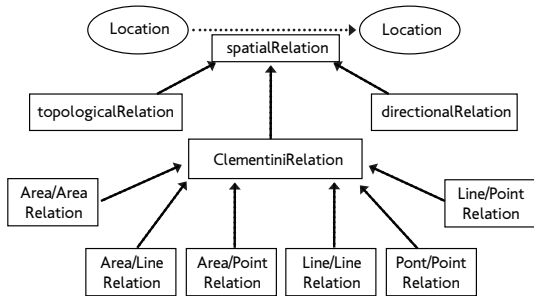 Location
Location
spatialRelation
topologicalRelation
directionalRelation
ClementiniRelation
Area/Area
Relation
Line/Point
Relation
Area/Line
Relation
Area/Point
Relation
Line/Line
Relation
Pont/Point
Relation